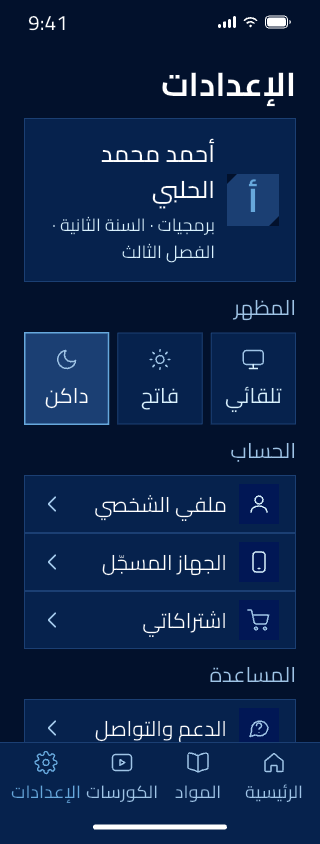 9:41
الإعدادات
أ
أحمد محمد
الحلبي
برمجيات · السنة الثانية ·
الفصل الثالث
المظهر
تلقائي
فاتح
داكن
الحساب
ملفي الشخصي
الجهاز المسجّل
اشتراكاتي
المساعدة
الدعم والتواصل
الرئيسية
المواد
الكورسات
الإعدادات